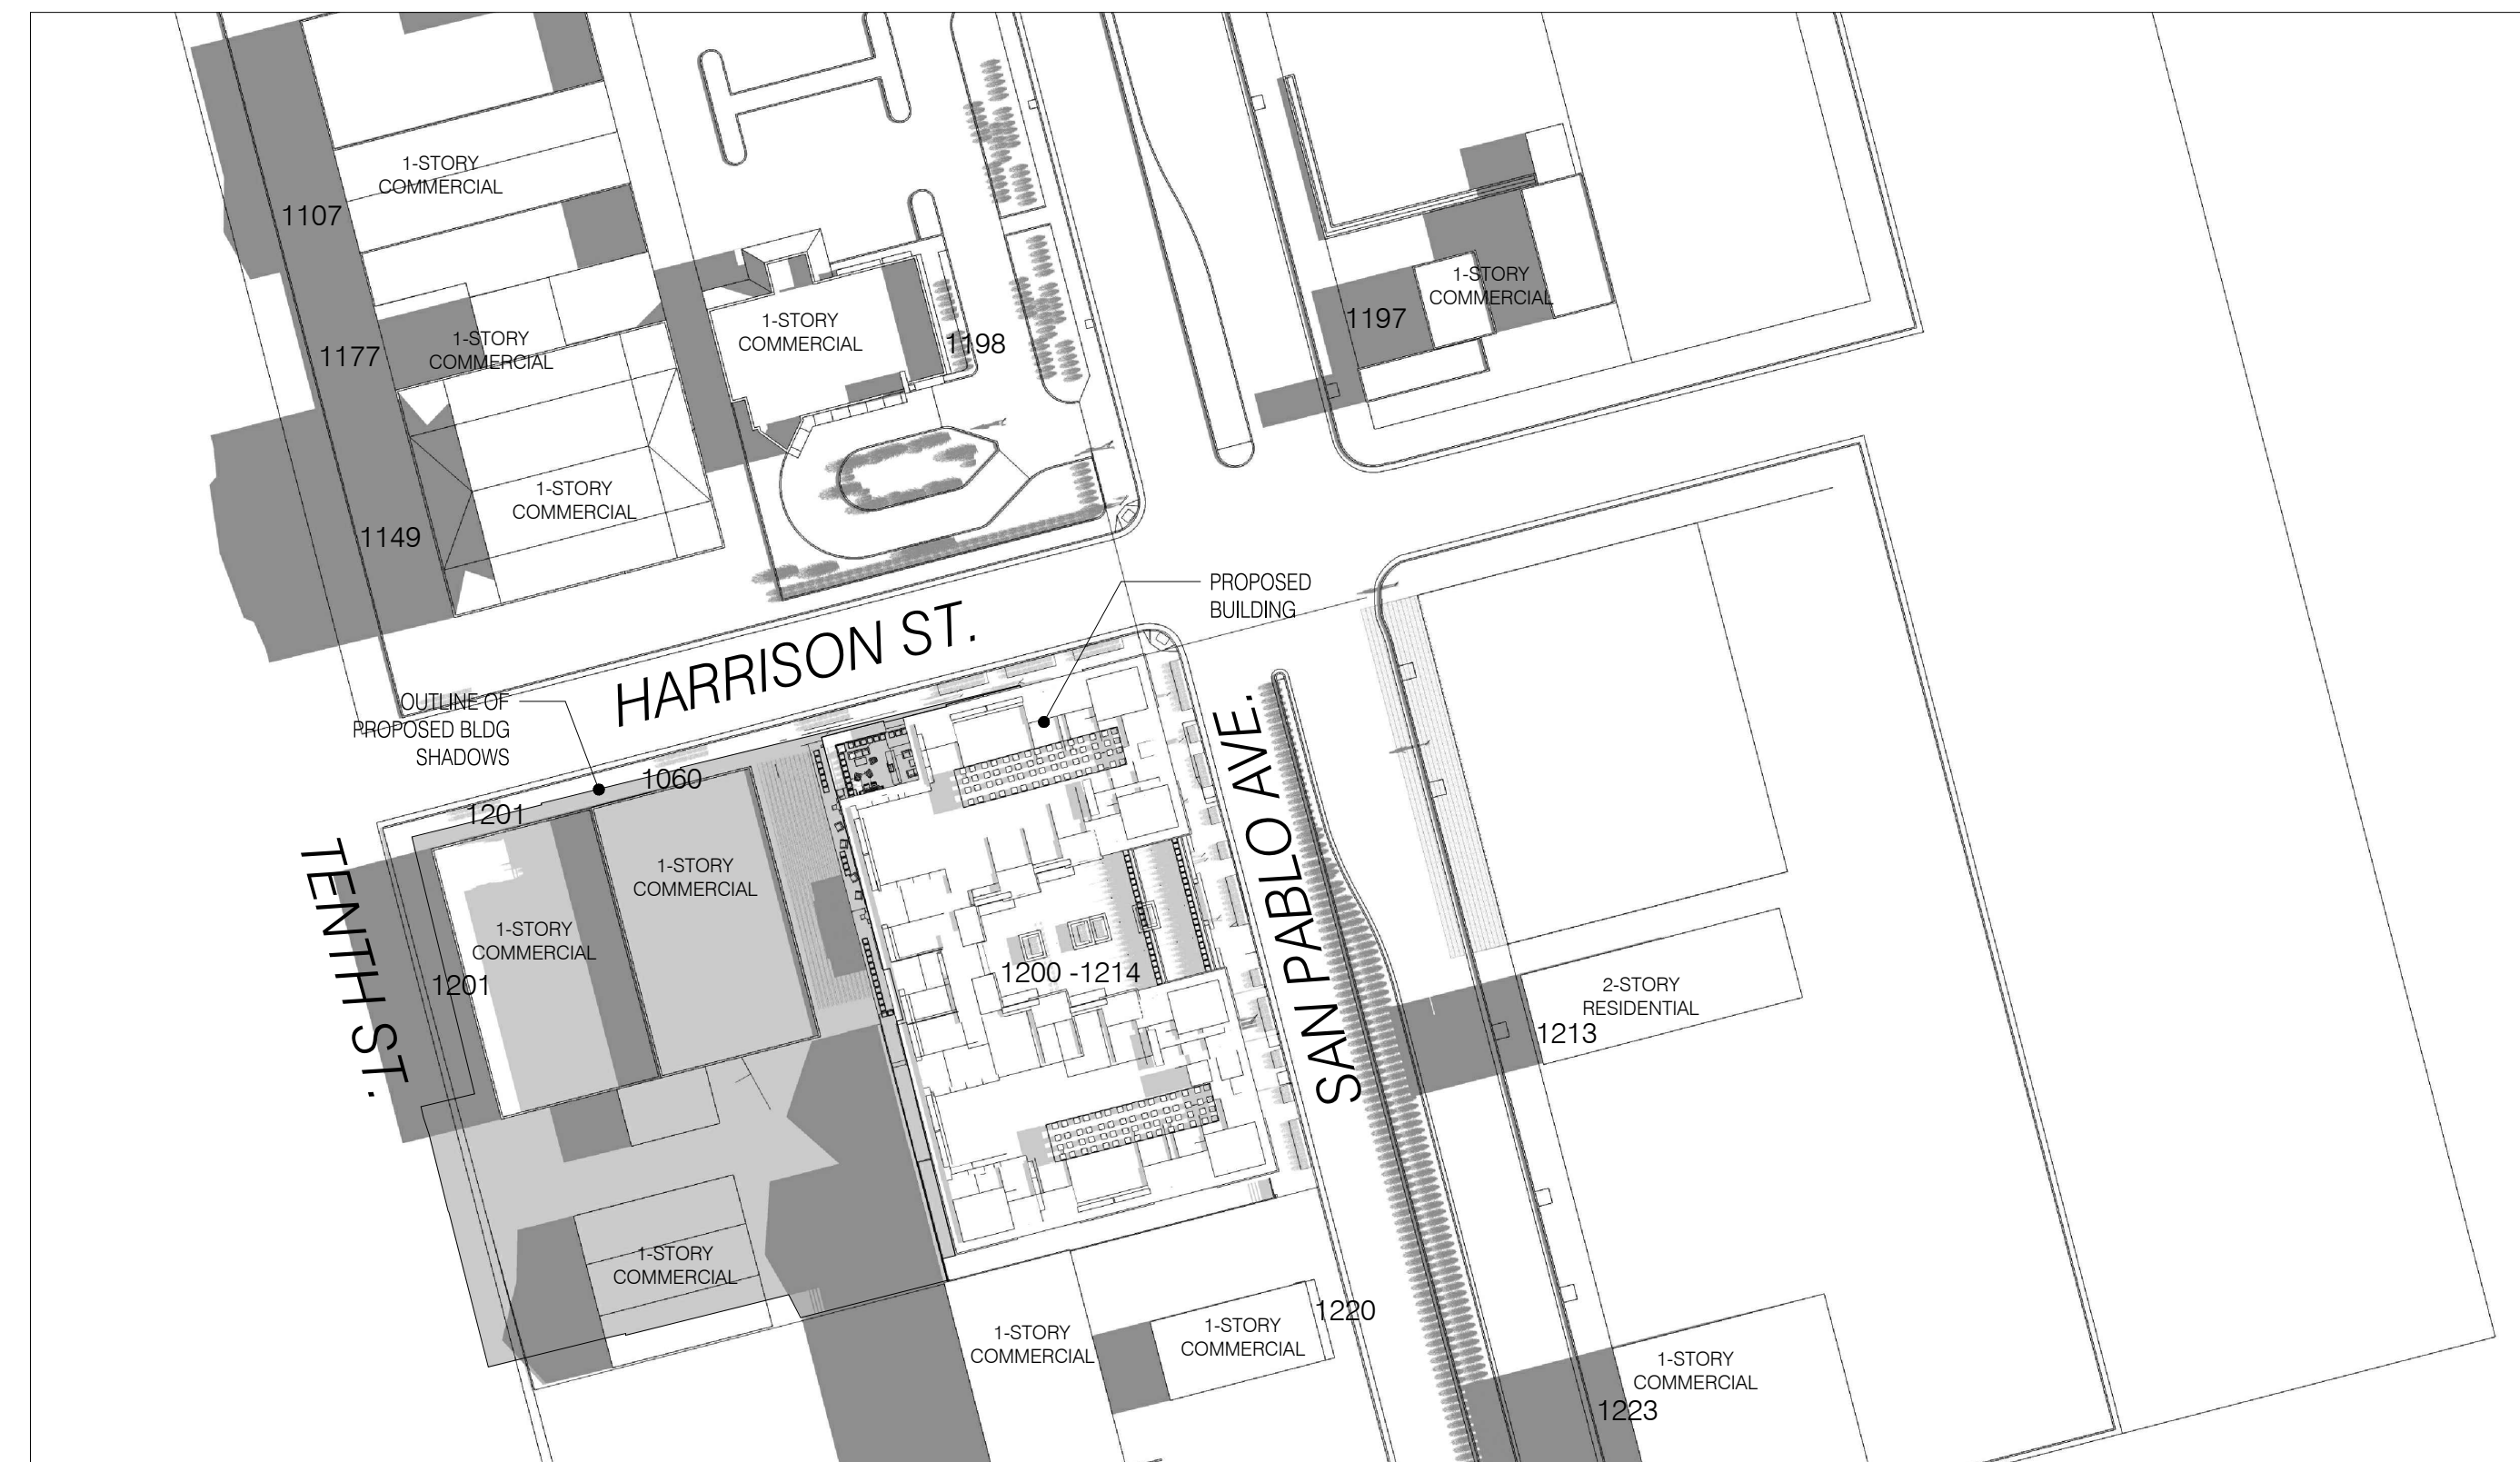 1-STORY
COMMERCIAL
1107
1-STORY
COMMERCIAL
1197
1-STORY
COMMERCIAL
1198
1-STORY
COMMERCIAL
1177
1-STORY
COMMERCIAL
1149
PROPOSED
BUILDING
HARRISON ST.
OUTLINE OF
PROPOSED BLDG
SHADOWS
1060
1201
SAN PABLO AVE.
TENTH ST.
1-STORY
COMMERCIAL
1-STORY
COMMERCIAL
1201
1200 -1214
2-STORY
RESIDENTIAL
1213
1-STORY
COMMERCIAL
1220
1-STORY
COMMERCIAL
1-STORY
COMMERCIAL
1-STORY
COMMERCIAL
1223